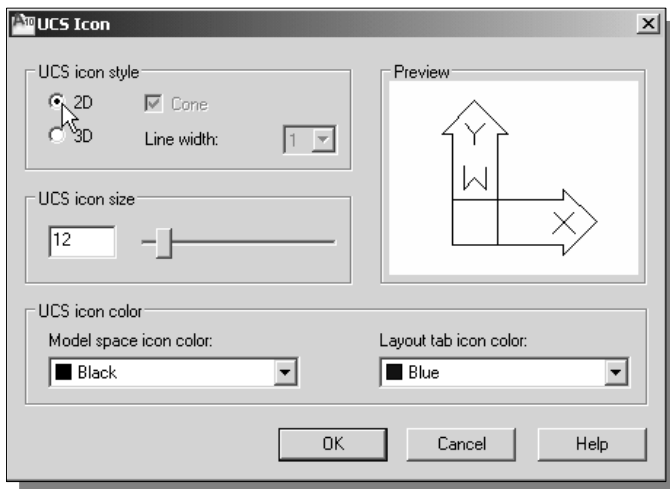 A10 UCS Icon
UCS icon style
2D
Cone
3D
Line width:
1
Preview
Y
W
X
UCS icon size
12
UCS icon color
Model space icon color:
Black
Layout tab icon color:
Blue
OK
Cancel
Help